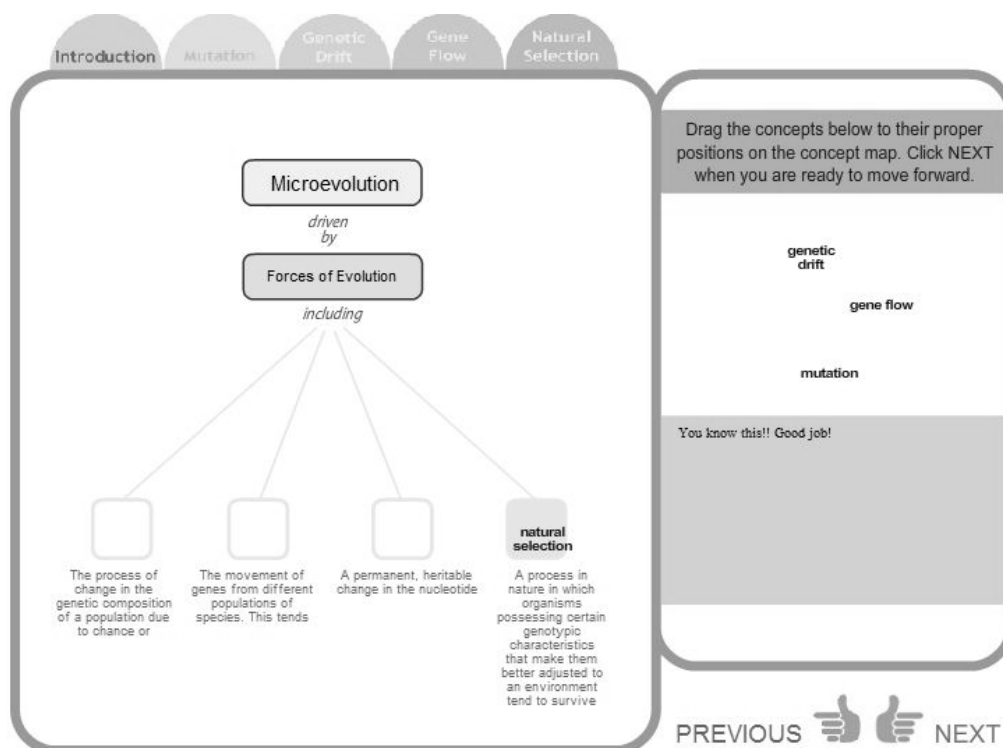 Introduction
Mutation
Genetic
Drift
Gene
Flow
Natural
Selection
Microevolution
driven
by
Forces of Evolution
including
natural
selection
The process of
change in the
genetic composition
of a population due
to chance or
The movement of
genes from different
populations of
species. This tends
A permanent, heritable
change in the nucleotide
A process in
nature in which
organisms
possessing certain
genotypic
characteristics
that make them
better adjusted to
an environment
tend to survive
Drag the concepts below to their proper
positions on the concept map. Click NEXT
when you are ready to move forward.
genetic
drift
gene flow
mutation
You know this!! Good job!
PREVIOUS
NEXT